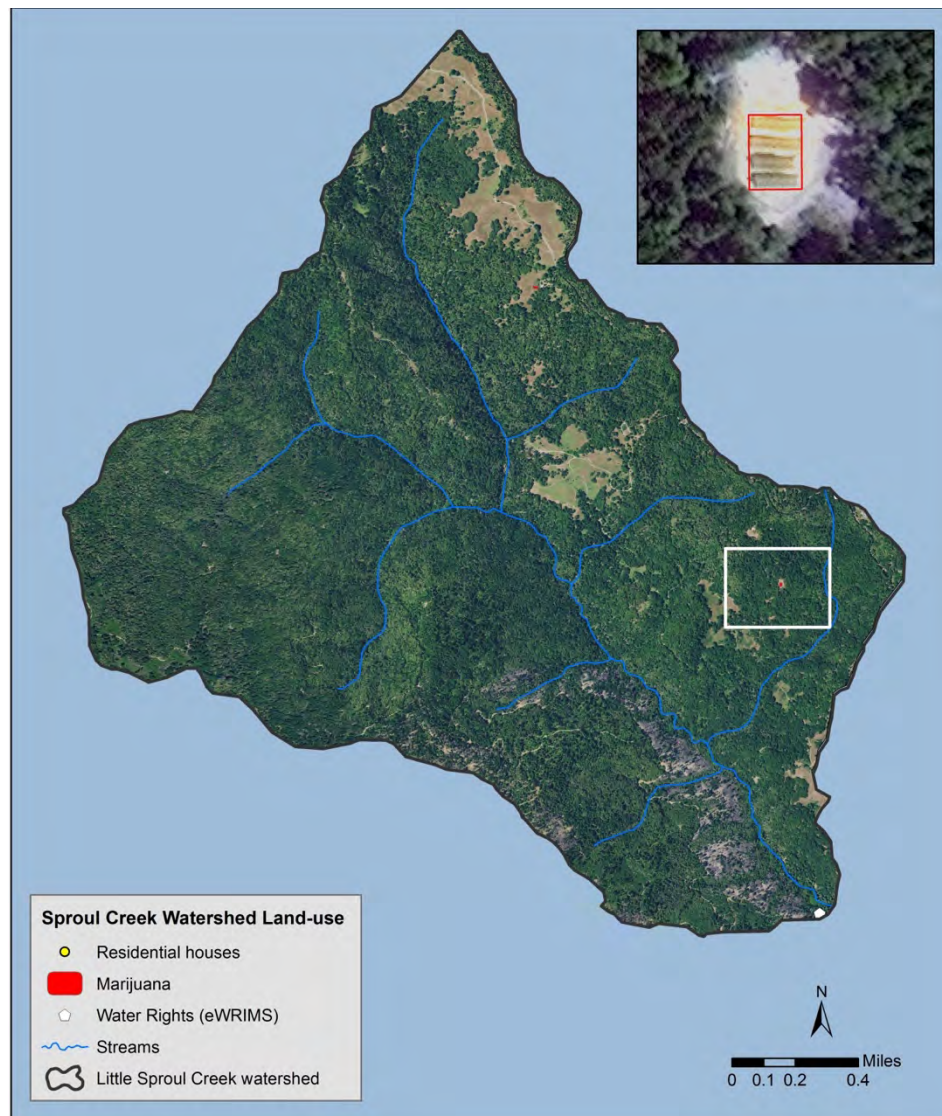 Sproul Creek Watershed Land-use
Residential houses
Marijuana
Water Rights (eWRIMS)
Streams
Little Sproul Creek watershed
N
Miles
0 0.1 0.2 0.4